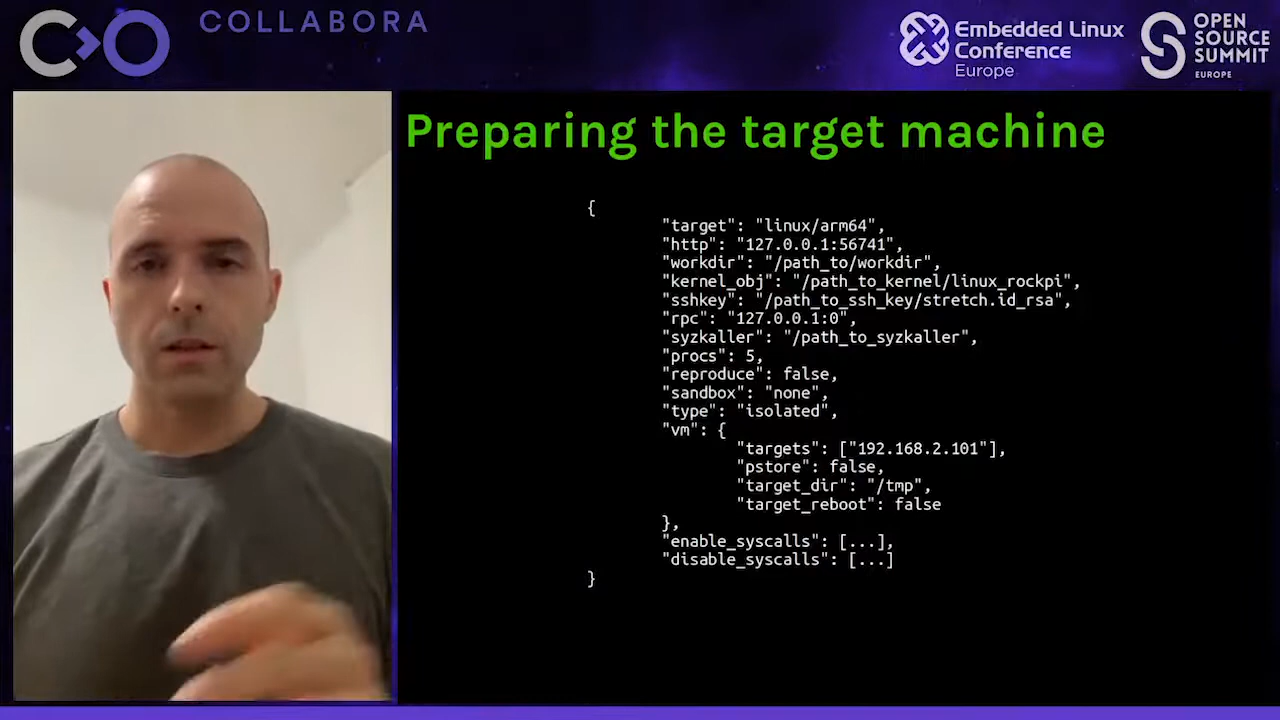 COLLABORA
Embedded Linux
Conference
Europe
OPEN
SOURCE
SUMMIT
EUROPE
Preparing the target machine
{
"target": "linux/arm64",
"http": "127.0.0.1:56741",
"workdir": "/path_to/workdir",
"kernel_obj": "/path_to_kernel/linux_rockpi",
"sshkey": "/path_to_ssh_key/stretch.id_rsa",
"rpc": "127.0.0.1:0",
"syzkaller": "/path_to_syzkaller",
"procs": 5,
"reproduce": false,
"sandbox": "none",
"type": "isolated",
"vm": {
"targets": ["192.168.2.101"],
"pstore": false,
"target_dir": "/tmp",
"target_reboot": false
},
"enable_syscalls": [...],
"disable_syscalls": [...]
}